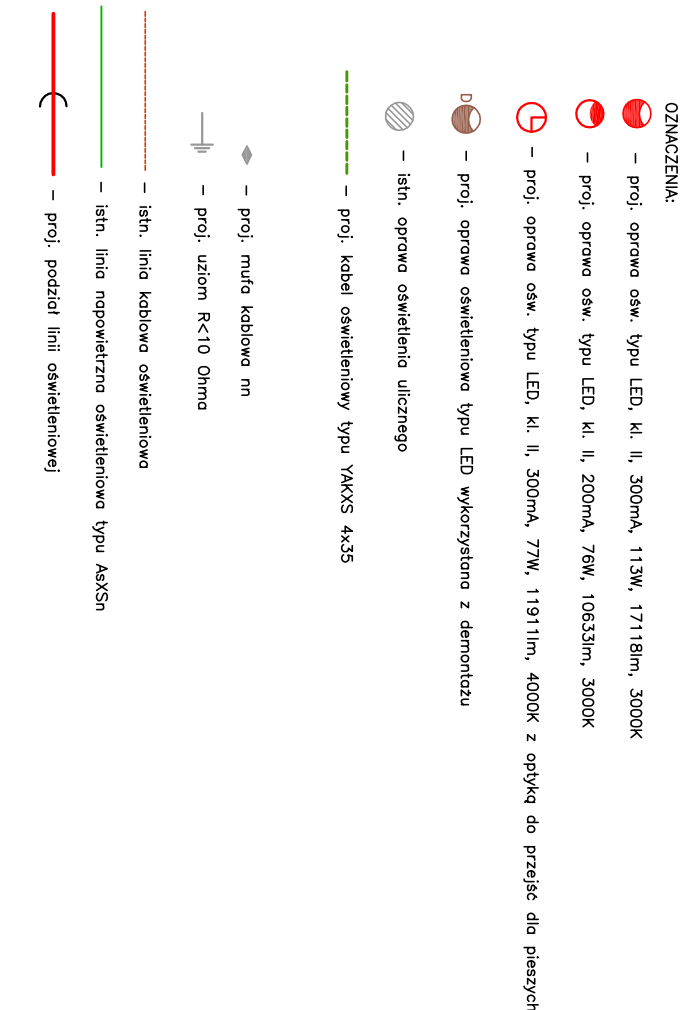 OZNACZENIA:
– proj. oprawa ośw. typu LED, kl. II, 300mA, 113W, 17118lm, 3000K
– proj. oprawa ośw. typu LED, kl. II, 200mA, 76W, 10633lm, 3000K
– proj. oprawa ośw. typu LED, kl. II, 300mA, 77W, 11911lm, 4000K z optyką do przejść dla pieszych
D
– proj. oprawa oświetleniowa typu LED wykorzystana z demontażu
– istn. oprawa oświetlenia ulicznego
– proj. kabel oświetleniowy typu YAKXS 4x35
– proj. mufa kablowa nn
– proj. uziom R<10 Ohma
– istn. linia kablowa oświetleniowa
– istn. linia napowietrzna oświetleniowa typu AsXSn
– proj. podział linii oświetleniowej